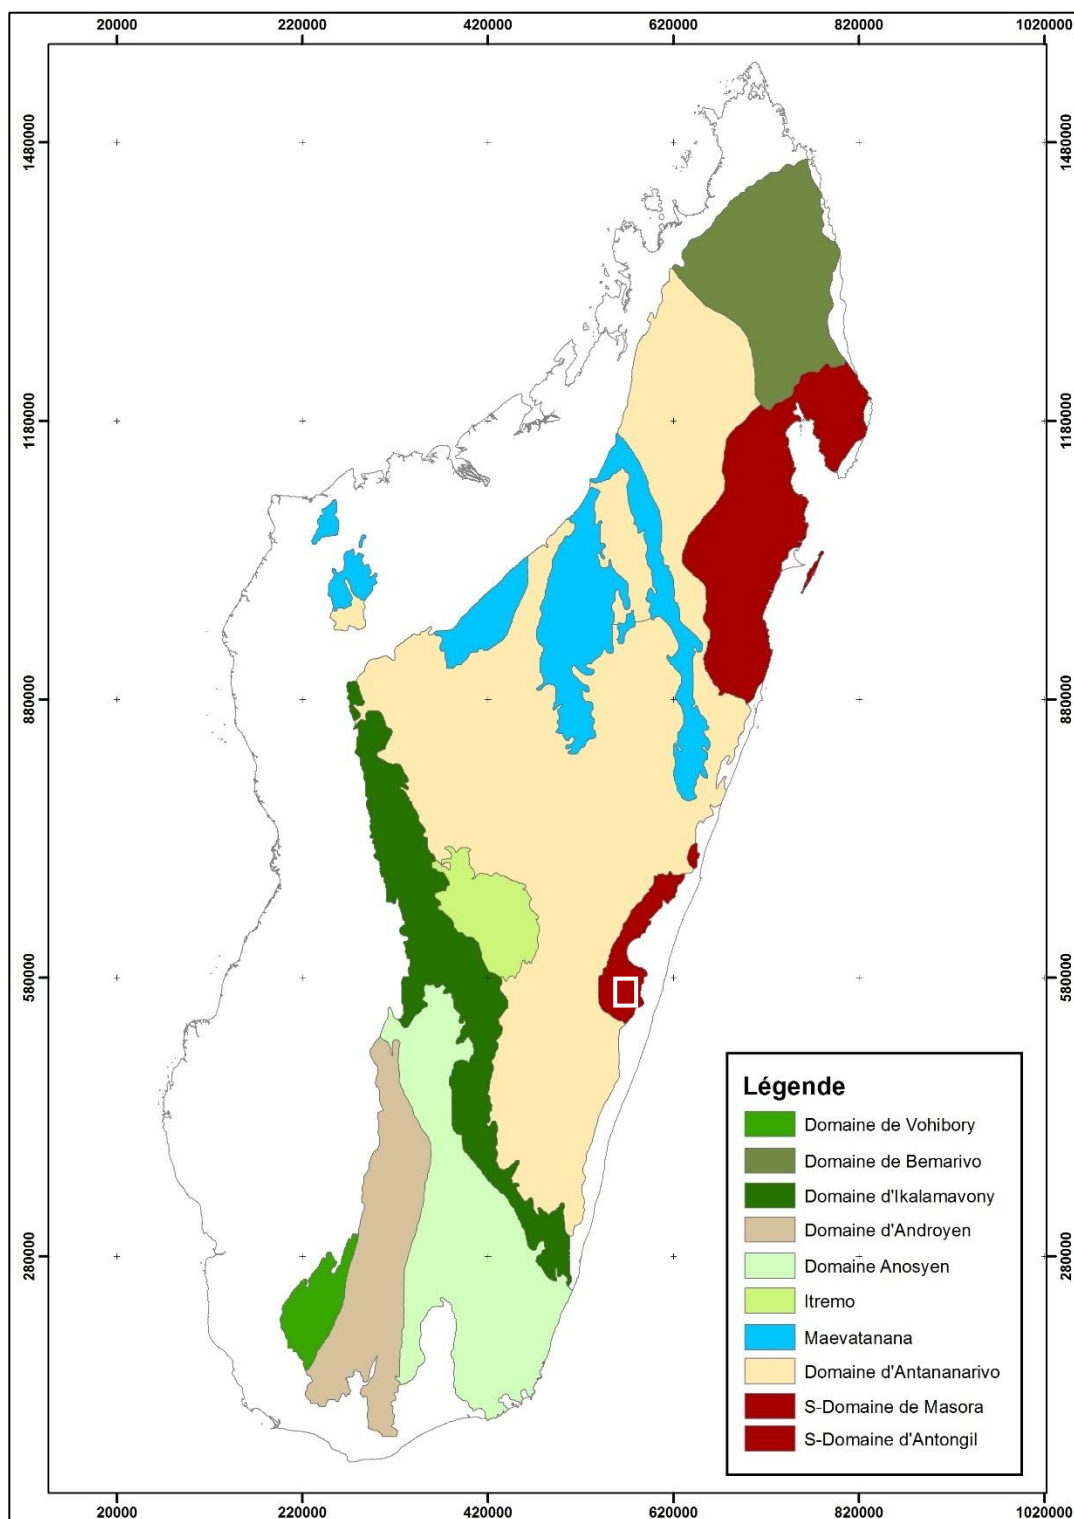 20000 220000 420000 620000 820000 1020000
1480000 1480000
1180000 1180000
880000 880000
580000 580000
280000 280000
Légende
Domaine de Vohibory
Domaine de Bemarivo
Domaine d'Ikalamavony
Domaine d'Androyen
Domaine Anosyen
Itremo
Maevatanana
Domaine d'Antananarivo
S-Domaine de Masora
S-Domaine d'Antongil
20000 220000 420000 620000 820000 1020000